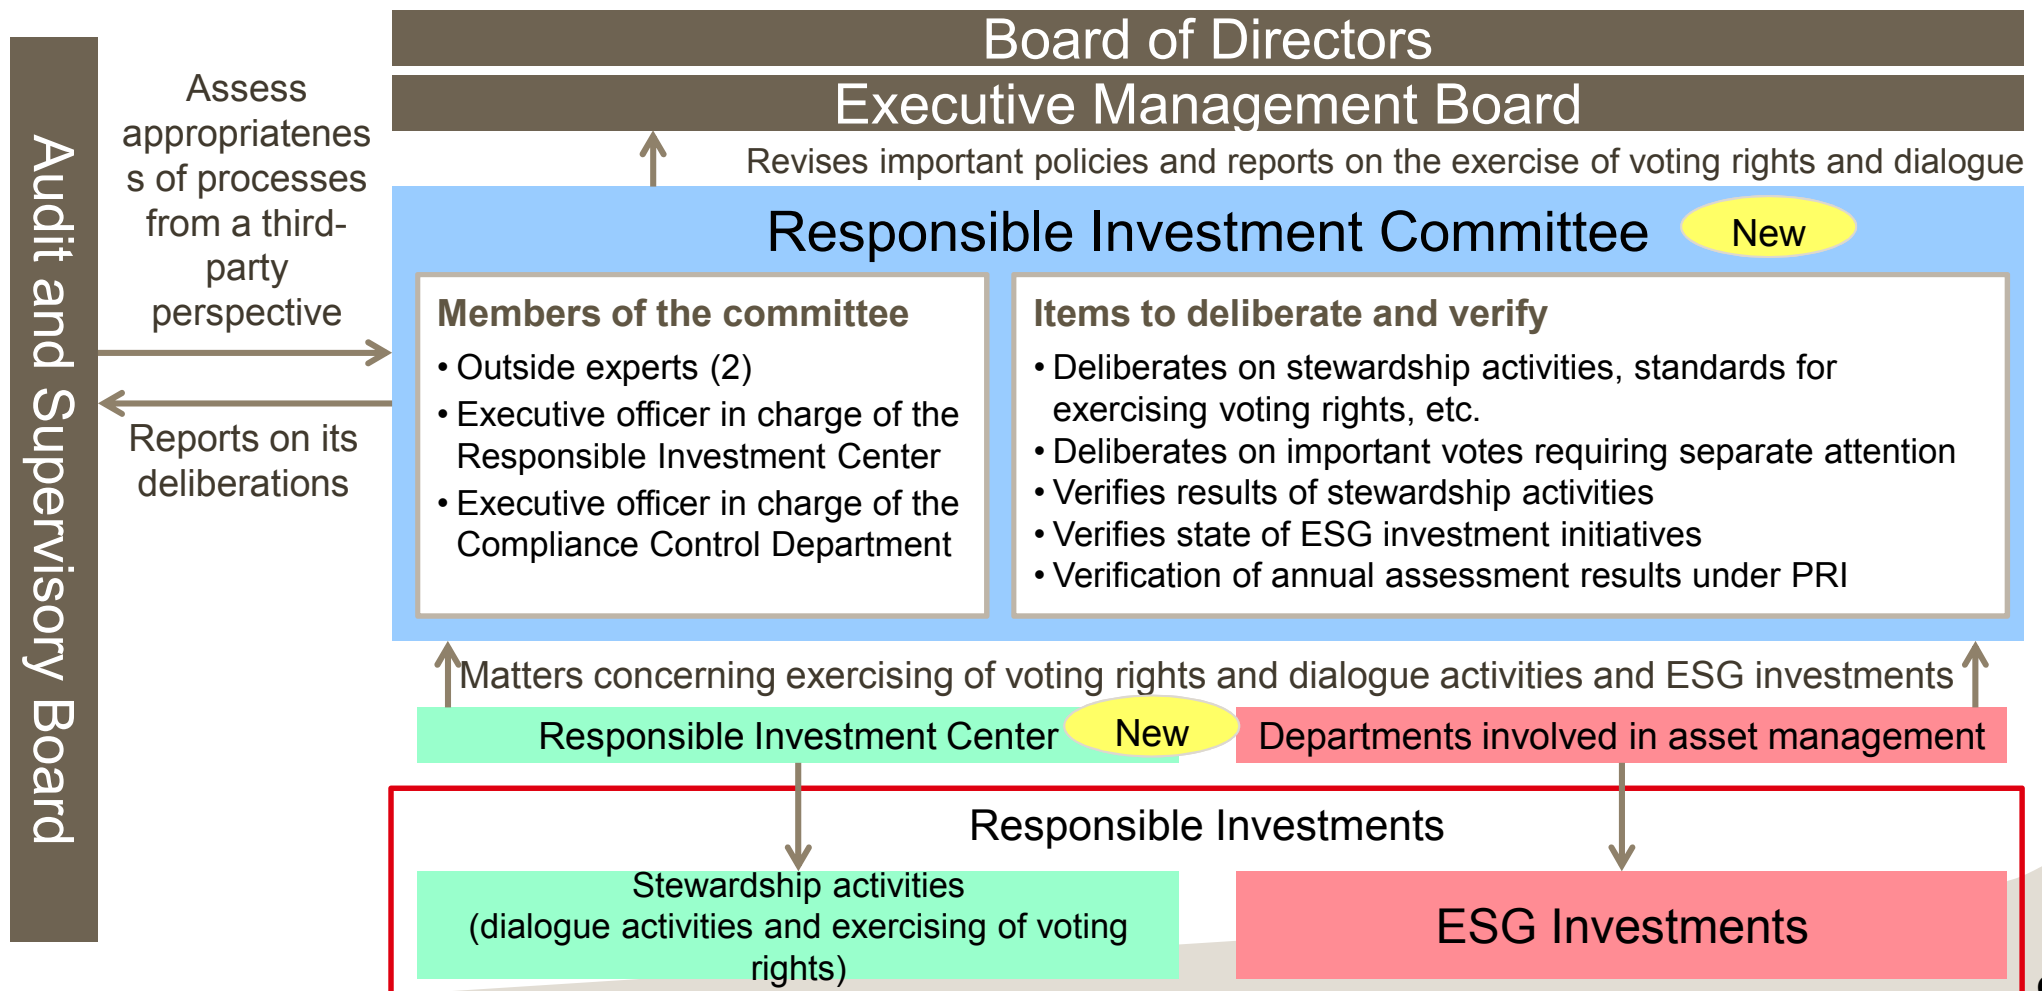 Board of Directors
Executive Management Board
Audit and Supervisory Board
Assess
appropriatenes
s of processes
from a third-
party
perspective
Reports on its
deliberations
Revises important policies and reports on the exercise of voting rights and dialogue
Responsible Investment Committee
New
Members of the committee
• Outside experts (2)
• Executive officer in charge of the
Responsible Investment Center
• Executive officer in charge of the
Compliance Control Department
Items to deliberate and verify
• Deliberates on stewardship activities, standards for
exercising voting rights, etc.
• Deliberates on important votes requiring separate attention
• Verifies results of stewardship activities
• Verifies state of ESG investment initiatives
• Verification of annual assessment results under PRI
Matters concerning exercising of voting rights and dialogue activities and ESG investments
Responsible Investment Center
New
Departments involved in asset management
Responsible Investments
Stewardship activities
(dialogue activities and exercising of voting
rights)
ESG Investments